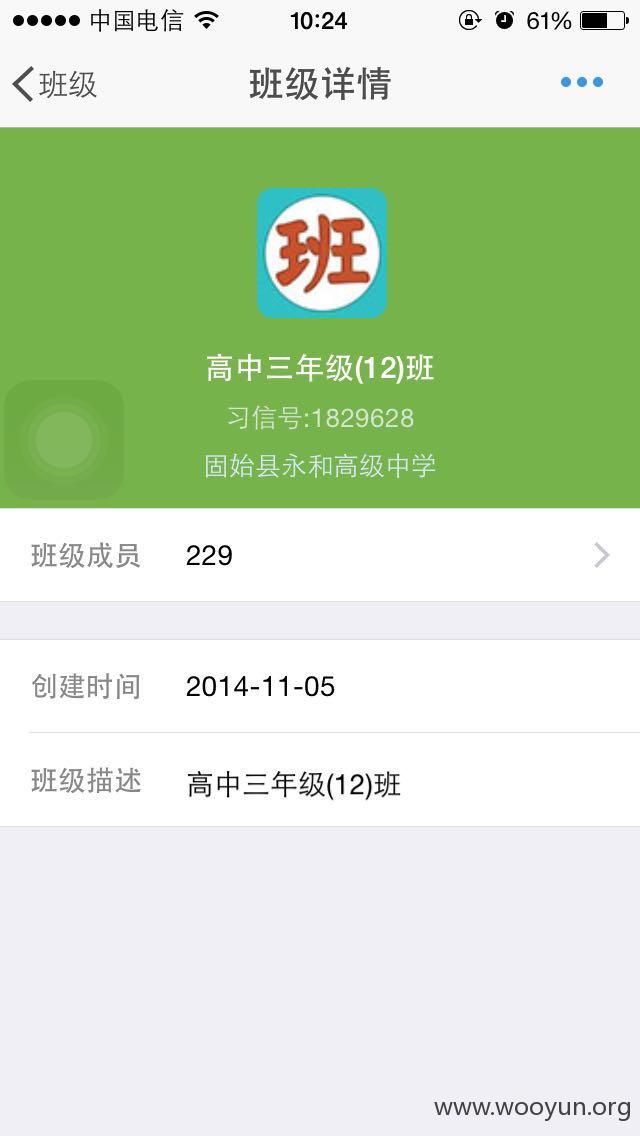 中国电信 10:24 61%
班级 班级详情
班
高中三年级(12)班
习信号:1829628
固始县永和高级中学
班级成员 229
创建时间 2014-11-05
班级描述 高中三年级(12)班
www.wooyun.org